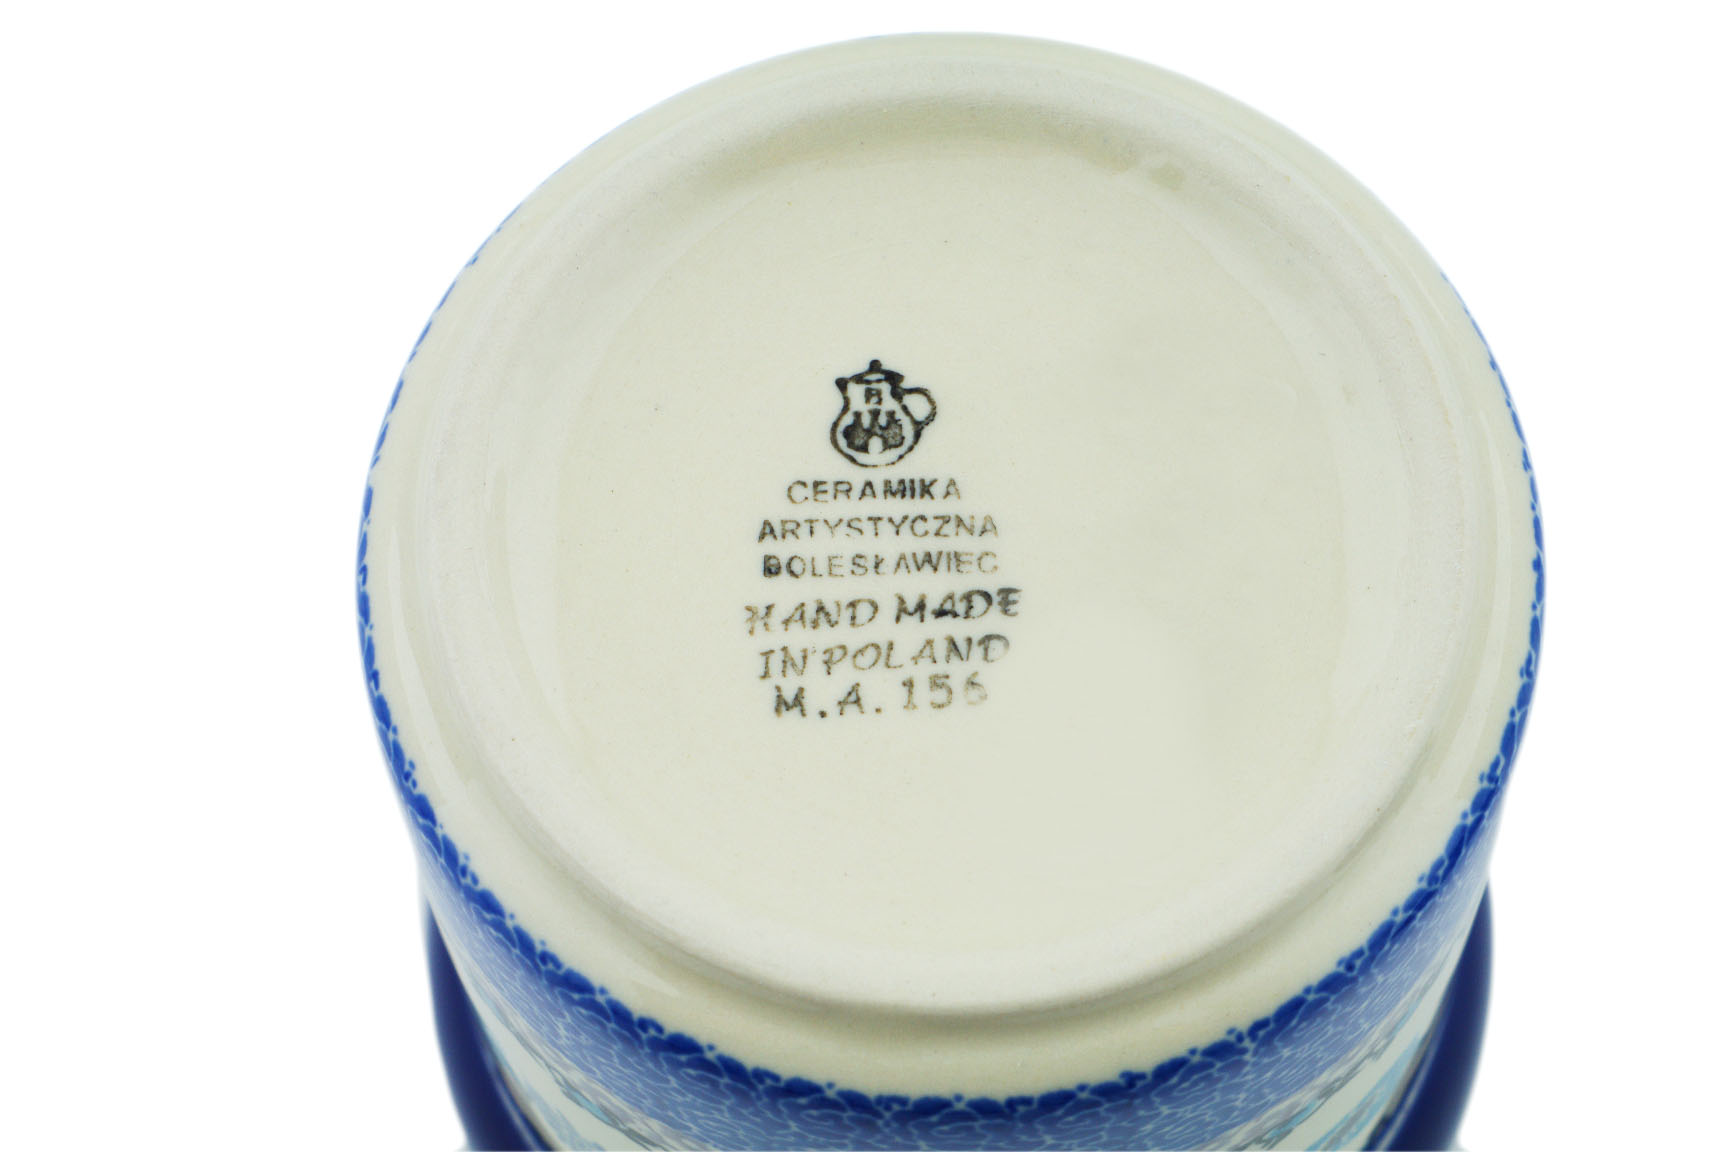 B
CERAMIKA
ARTYSTYCZNA
BOLESŁAWIEC
HAND MADE
IN POLAND
M.A. 156